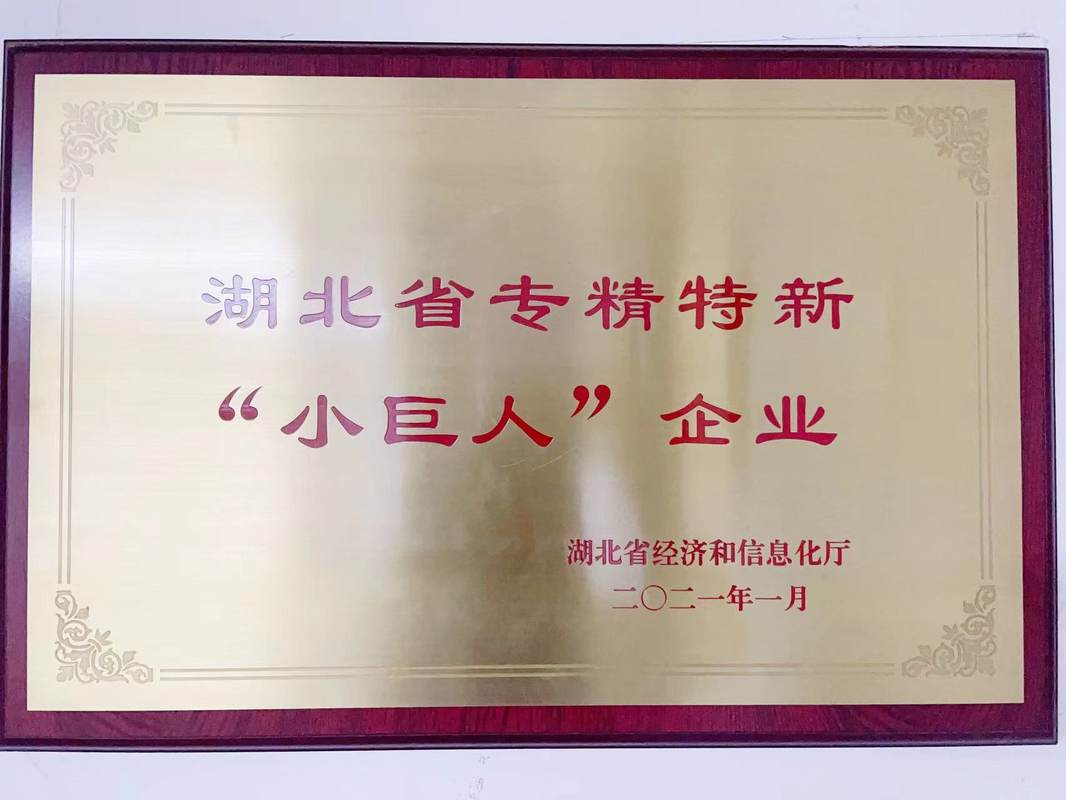 湖北省专精特新
“小巨人”企业
湖北省经济和信息化厅
二〇二一年一月